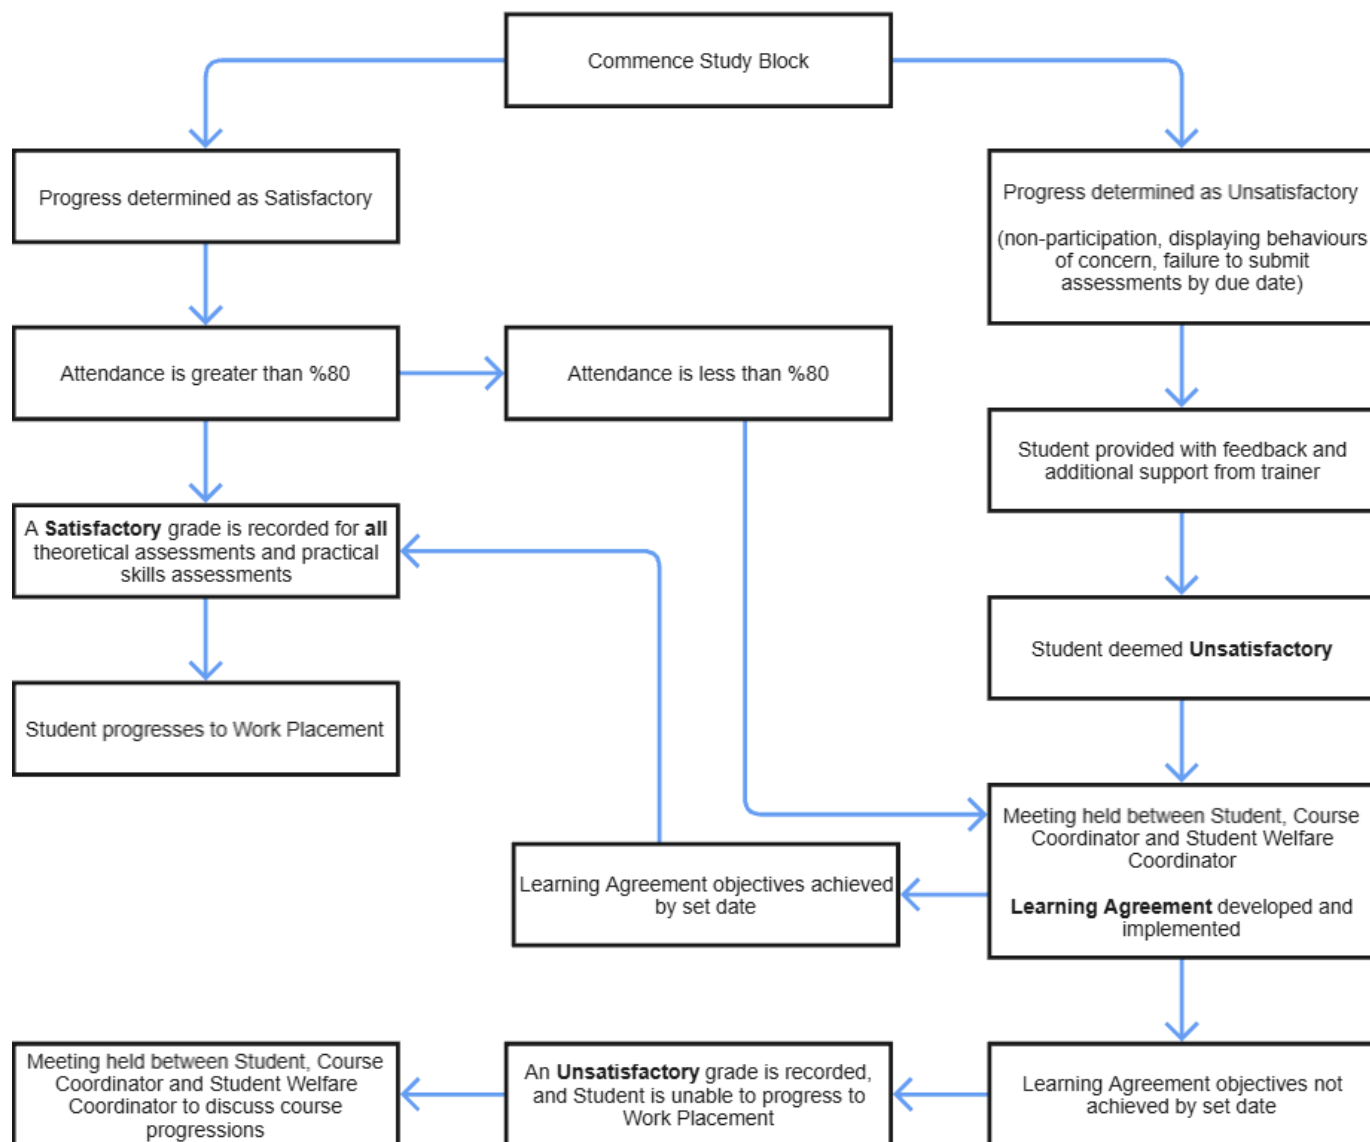 Commence Study Block
Progress determined as Satisfactory
Progress determined as Unsatisfactory
(non-participation, displaying behaviours
of concern, failure to submit
assessments by due date)
Attendance is greater than %80
Attendance is less than %80
Student provided with feedback and
additional support from trainer
A Satisfactory grade is recorded for all
theoretical assessments and practical
skills assessments
Student deemed Unsatisfactory
Student progresses to Work Placement
Meeting held between Student, Course
Coordinator and Student Welfare
Coordinator
Learning Agreement developed and
implemented
Learning Agreement objectives achieved
by set date
Meeting held between Student, Course
Coordinator and Student Welfare
Coordinator to discuss course
progressions
An Unsatisfactory grade is recorded,
and Student is unable to progress to
Work Placement
Learning Agreement objectives not
achieved by set date